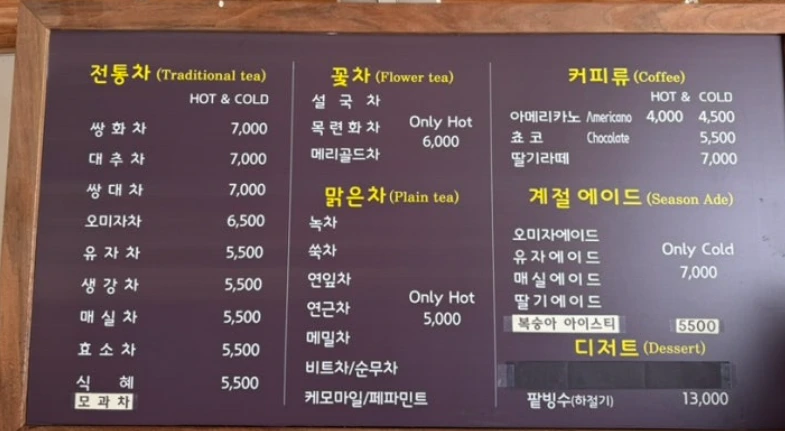 전통차 (Traditional tea)
HOT & COLD
쌍 화 차 7,000
대 추 차 7,000
쌍 대 차 7,000
오미자차 6,500
유 자 차 5,500
생 강 차 5,500
매 실 차 5,500
효 소 차 5,500
식 혜 5,500
모 과 차
꽃차 (Flower tea)
설 국 차
목 련 화 차
메리골드차
Only Hot
6,000
맑은차 (Plain tea)
녹차
쑥차
연잎차
연근차
메밀차
비트차/순무차
케모마일/페파민트
Only Hot
5,000
커피류 (Coffee)
HOT & COLD
아메리카노 Americano 4,000 4,500
쵸 코 Chocolate 5,500
딸기라떼 7,000
계절 에이드 (Season Ade)
오미자에이드
유 자 에 이 드
매 실 에 이 드
딸 기 에 이 드
Only Cold
7,000
복숭아 아이스티 5500
디저트 (Dessert)
팥빙수(하절기) 13,000